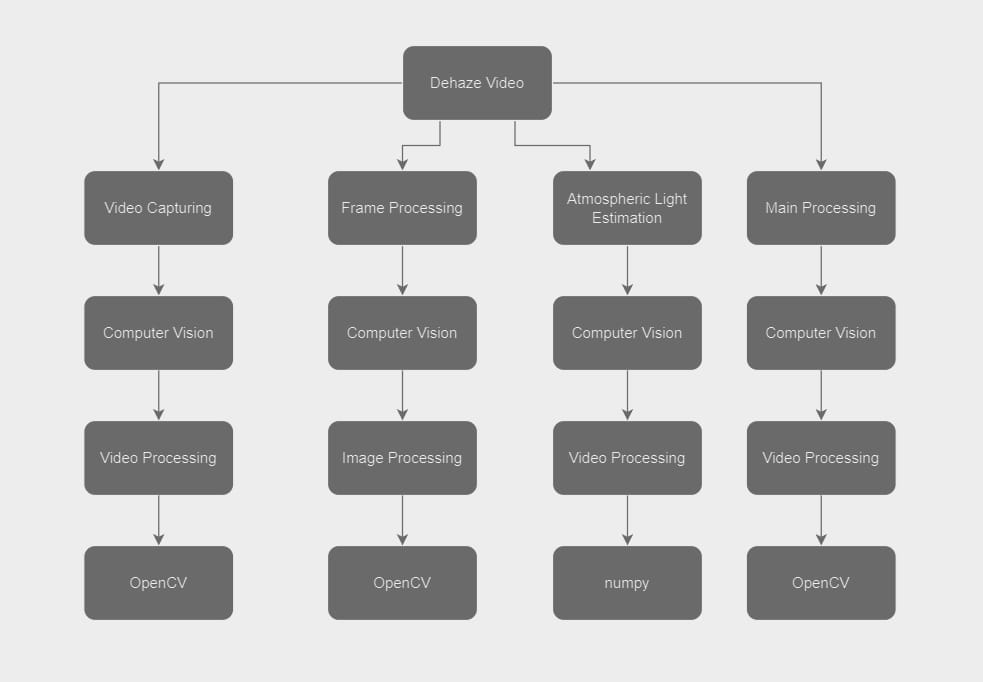 Dehaze Video
Video Capturing
Frame Processing
Atmospheric Light
Estimation
Main Processing
Computer Vision
Computer Vision
Computer Vision
Computer Vision
Video Processing
Image Processing
Video Processing
Video Processing
OpenCV
OpenCV
numpy
OpenCV